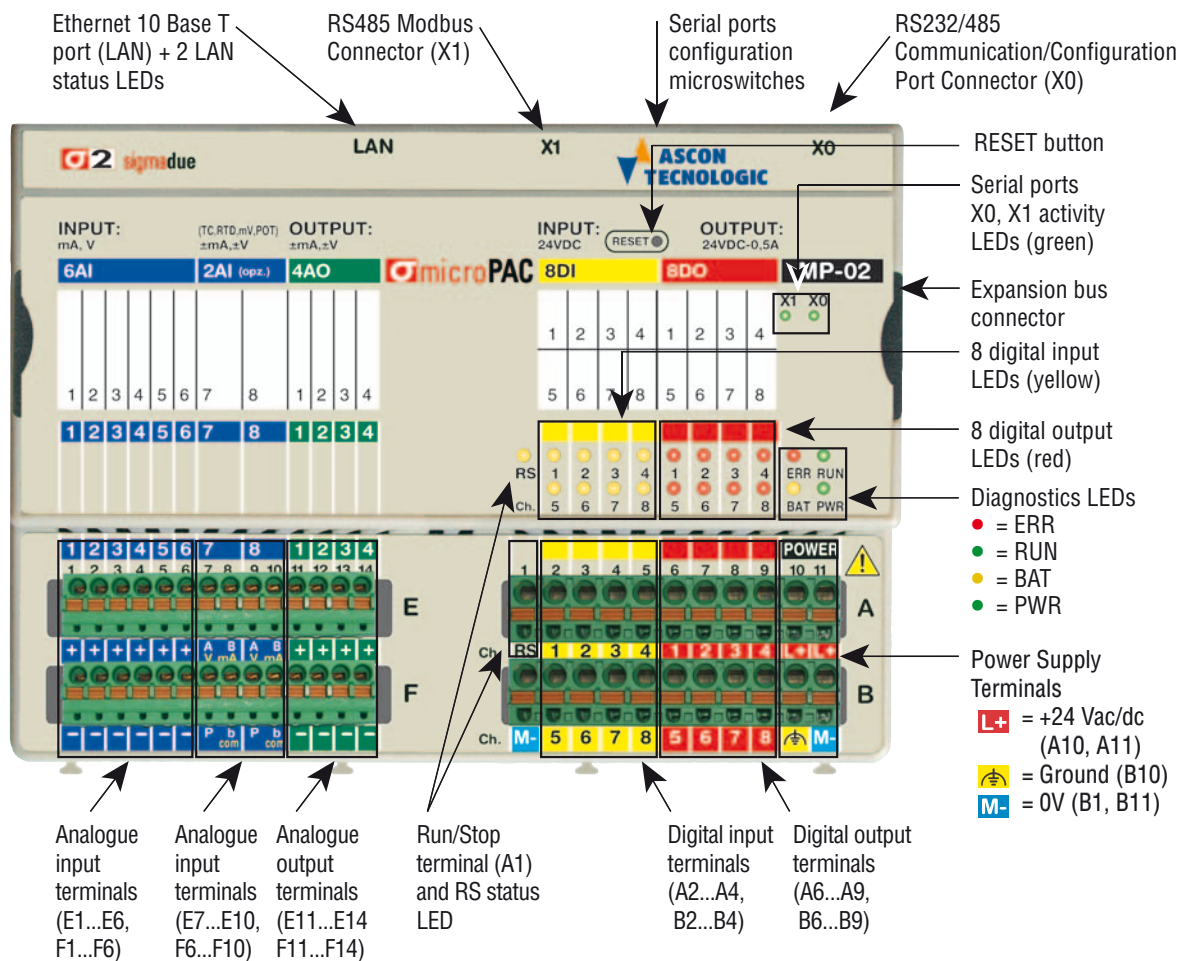 Ethernet 10 Base T
port (LAN) + 2 LAN
status LEDs
RS485 Modbus
Connector (X1)
Serial ports
configuration
microswitches
RS232/485
Communication/Configuration
Port Connector (X0)
σ2 sigmadue
LAN
X1
ASCON
TECNOLOGIC
X0
RESET button
Serial ports
X0, X1 activity
LEDs (green)
Expansion bus
connector
8 digital input
LEDs (yellow)
8 digital output
LEDs (red)
Diagnostics LEDs
● = ERR
● = RUN
● = BAT
● = PWR
Power Supply
Terminals
L+ = +24 Vac/dc
(A10, A11)
= Ground (B10)
M- = 0V (B1, B11)
INPUT:
mA, V
(TC,RTD,mV,POT)
±mA,±V
OUTPUT:
±mA,±V
INPUT:
24VDC
RESET
OUTPUT:
24VDC-0,5A
6AI
2AI (opz.)
4AO
σmicroPAC
8DI
8DO
MP-02
X1 X0
1 2 3 4 1 2 3 4
1 2 3 4 5 6 7 8 1 2 3 4
5 6 7 8 5 6 7 8
1 2 3 4 5 6 7 8 1 2 3 4
RS 1 2 3 4 1 2 3 4 ERR RUN
Ch. 5 6 7 8 5 6 7 8 BAT PWR
1 2 3 4 5 6 7 8 1 2 3 4
POWER
1 2 3 4 5 6 7 8 9 10 11 12 13 14
1 2 3 4 5 6 7 8 9 10 11
E
A
+ + + + + + A B A B + + + +
V mA V mA
Ch. RS 1 2 3 4 1 2 3 4 L+ L+
F
B
- - - - - - P b P b - - - -
com com
Ch. M- 5 6 7 8 5 6 7 8 M-
Analogue
input
terminals
(E1...E6,
F1...F6)
Analogue
input
terminals
(E7...E10,
F6...F10)
Analogue
output
terminals
(E11...E14
F11...F14)
Run/Stop
terminal (A1)
and RS status
LED
Digital input
terminals
(A2...A4,
B2...B4)
Digital output
terminals
(A6...A9,
B6...B9)